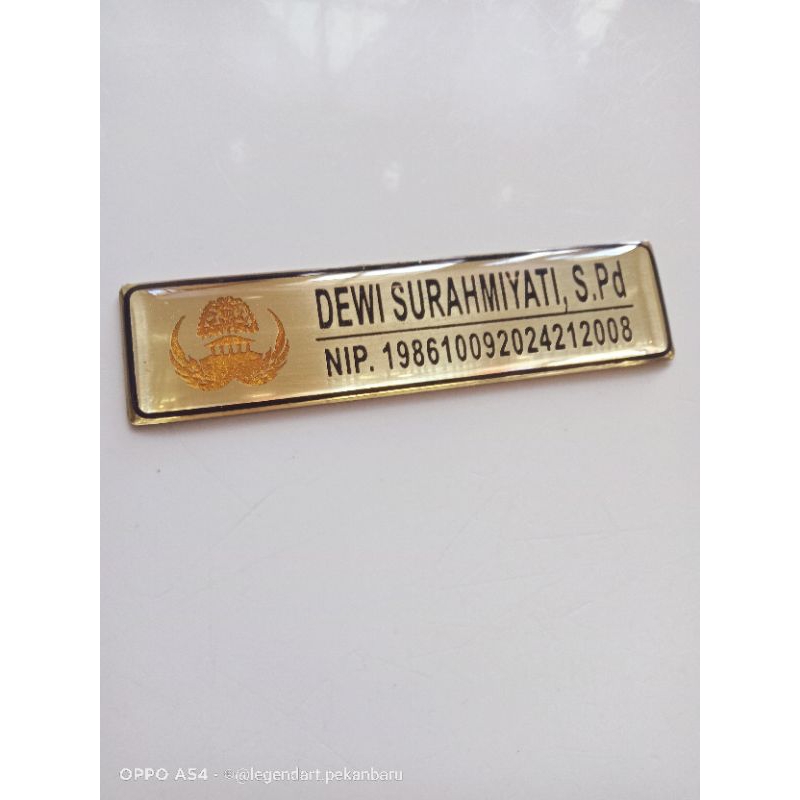 DEWI SURAHMIYATI, S.Pd
NIP. 198610092024212008
OPPO A54 - ©@legendart.pekanbaru